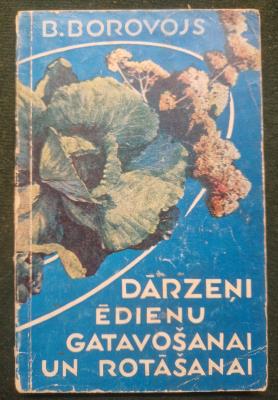 B. BOROVOJS
DĀRZEŅI
ĒDIENU
GATAVOŠANAI
UN ROTĀŠANAI